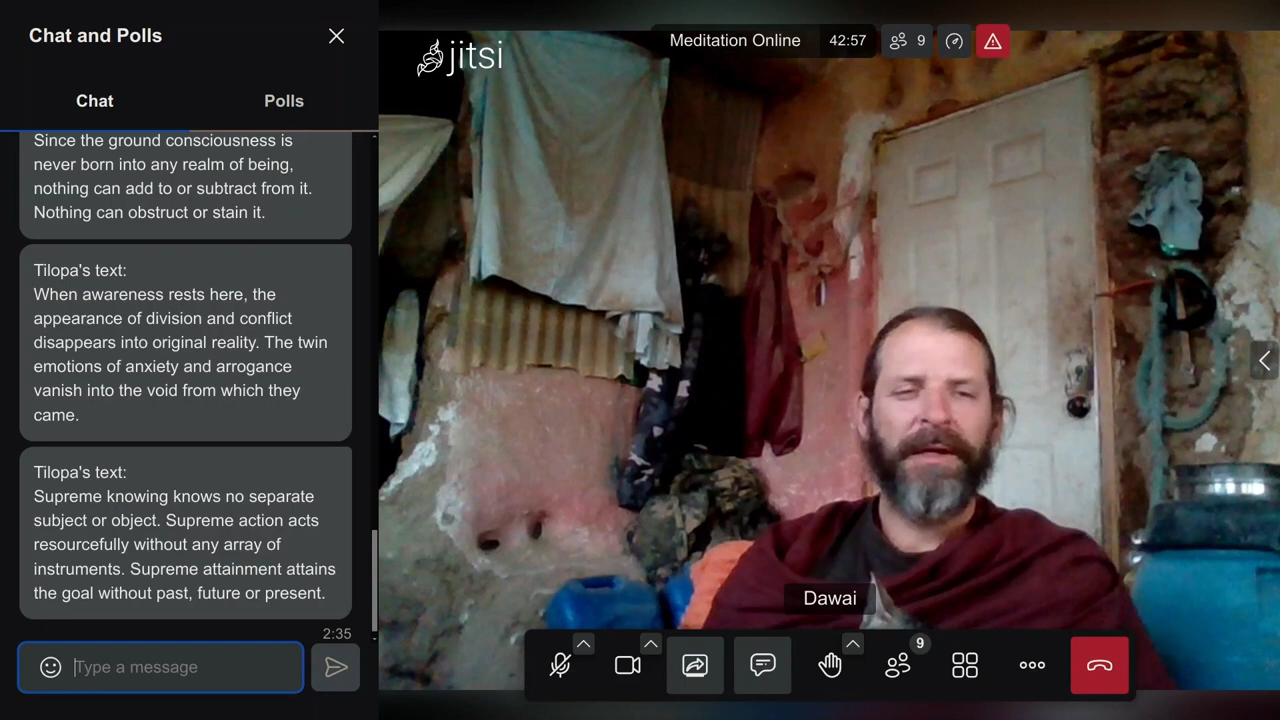 Chat and Polls
Chat
Polls
Since the ground consciousness is
never born into any realm of being,
nothing can add to or subtract from it.
Nothing can obstruct or stain it.
Tilopa's text:
When awareness rests here, the
appearance of division and conflict
disappears into original reality. The twin
emotions of anxiety and arrogance
vanish into the void from which they
came.
Tilopa's text:
Supreme knowing knows no separate
subject or object. Supreme action acts
resourcefully without any array of
instruments. Supreme attainment attains
the goal without past, future or present.
2:35
Type a message
jitsi
Meditation Online
42:57
9
Dawai
9